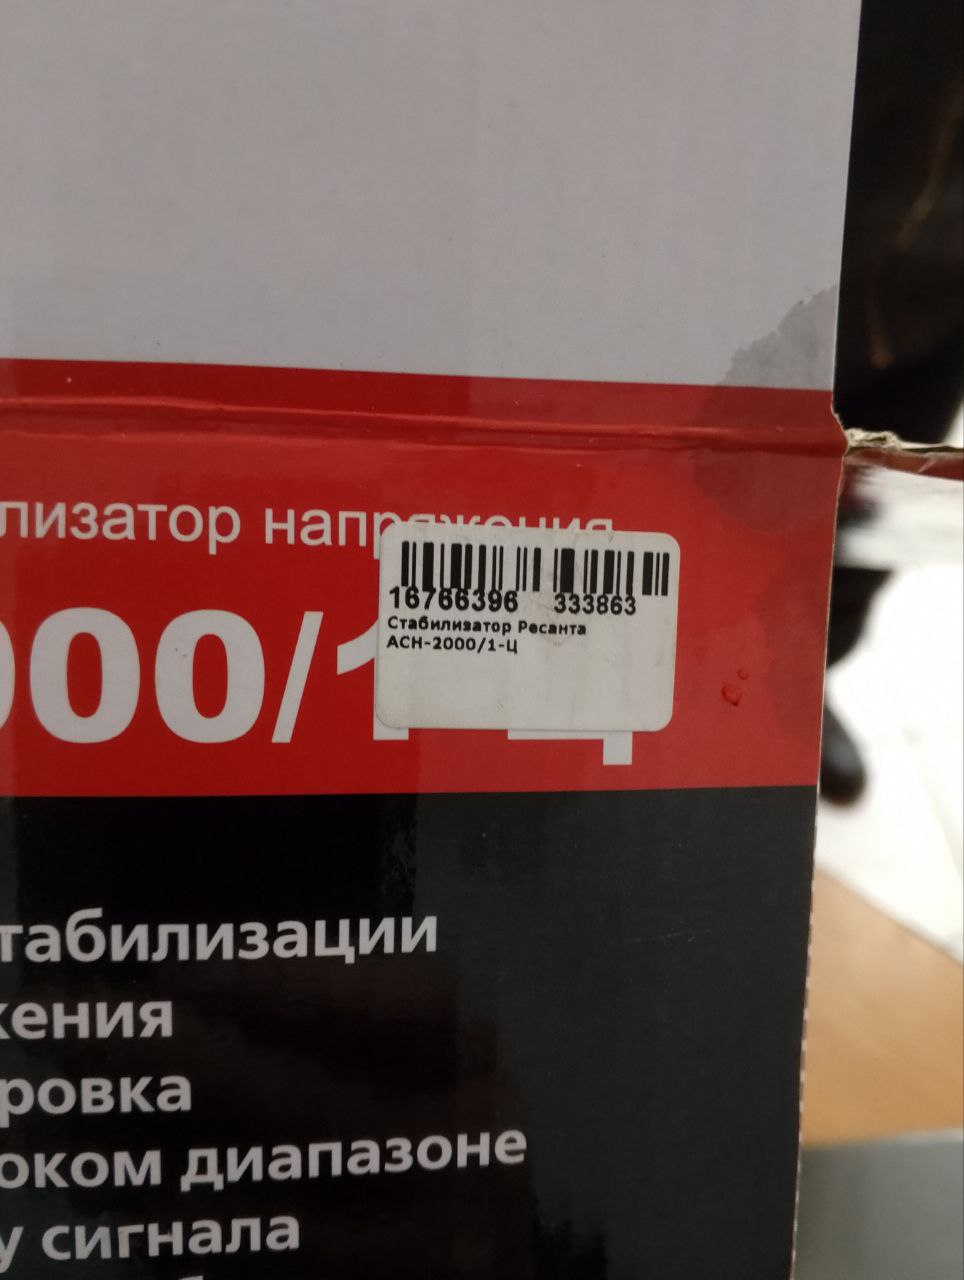 лизатор напряжения
16766396 333863
Стабилизатор Ресанта
АСН-2000/1-Ц
000/1-Ц
табилизации
жения
ровка
оком диапазоне
у сигнала